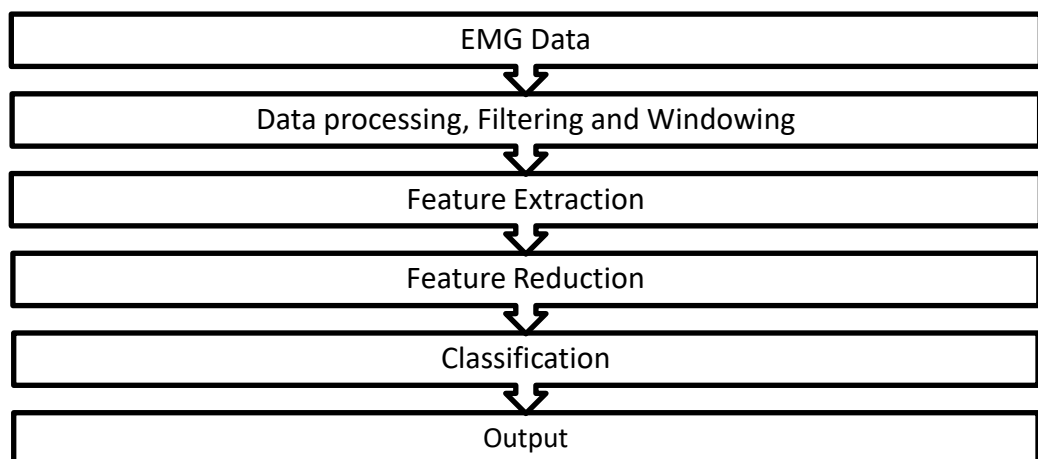 EMG Data
Data processing, Filtering and Windowing
Feature Extraction
Feature Reduction
Classification
Output